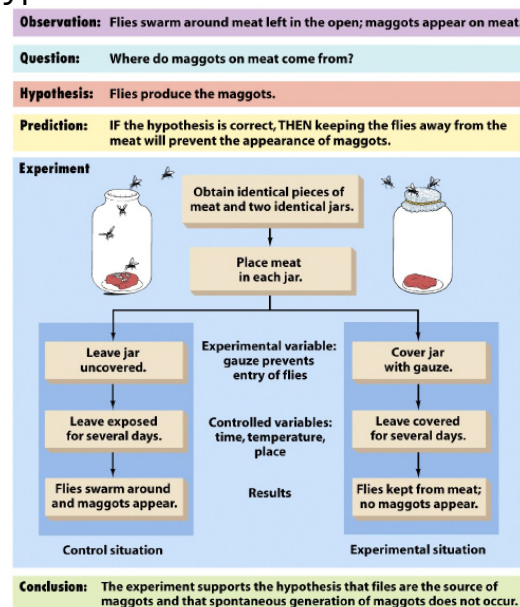 Observation: Flies swarm around meat left in the open; maggots appear on meat
Question: Where do maggots on meat come from?
Hypothesis: Flies produce the maggots.
Prediction: IF the hypothesis is correct, THEN keeping the flies away from the
meat will prevent the appearance of maggots.
Experiment
Obtain identical pieces of
meat and two identical jars.
Place meat
in each jar.
Leave jar
uncovered.
Experimental variable:
gauze prevents
entry of flies
Cover jar
with gauze.
Leave exposed
for several days.
Controlled variables:
time, temperature,
place
Leave covered
for several days.
Flies swarm around
and maggots appear.
Results
Flies kept from meat;
no maggots appear.
Control situation
Experimental situation
Conclusion: The experiment supports the hypothesis that files are the source of
maggots and that spontaneous generation of maggots does not occur.